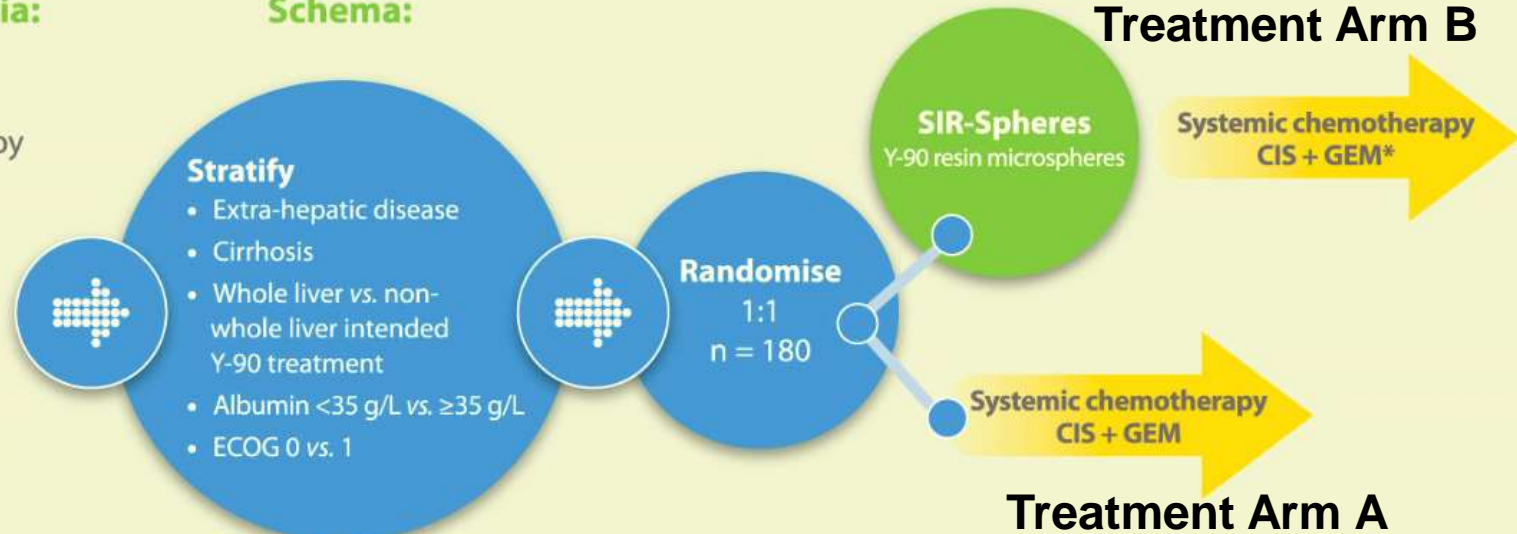 ia:
Schema:
Treatment Arm B
py
Stratify
• Extra-hepatic disease
• Cirrhosis
• Whole liver vs. non-
whole liver intended
Y-90 treatment
• Albumin <35 g/L vs. ≥35 g/L
• ECOG 0 vs. 1
Randomise
1:1
n = 180
SIR-Spheres
Y-90 resin microspheres
Systemic chemotherapy
CIS + GEM*
Systemic chemotherapy
CIS + GEM
Treatment Arm A